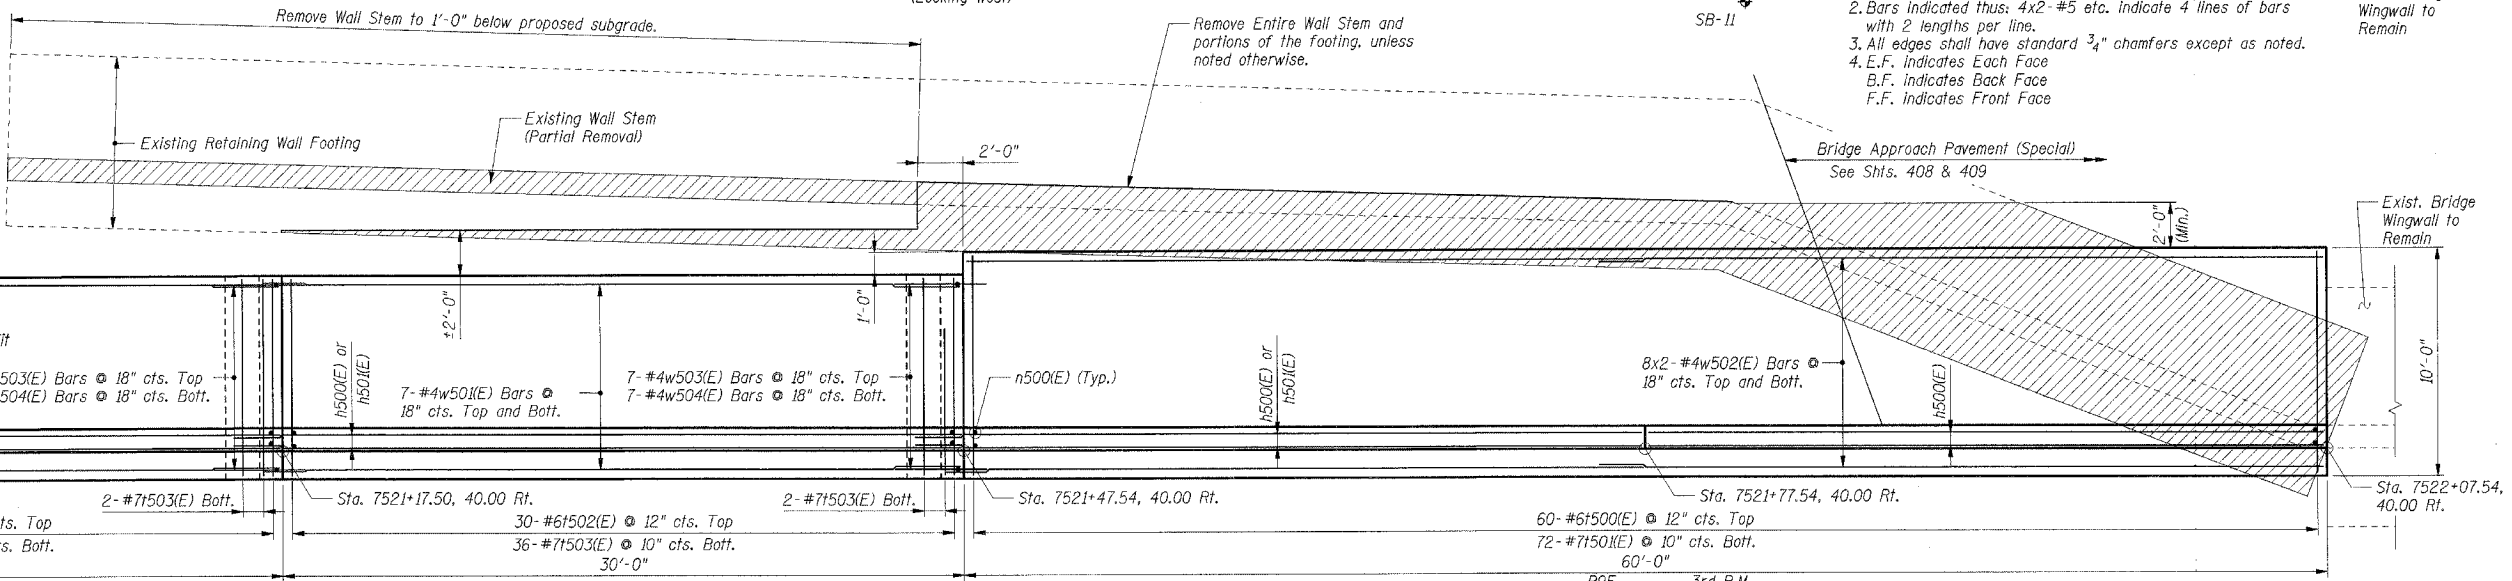 Remove Wall Stem to 1'-0" below proposed subgrade.
Remove Entire Wall Stem and
portions of the footing, unless
noted otherwise.
SB-11
2. Bars indicated thus: 4x2-#5 etc. indicate 4 lines of bars
with 2 lengths per line.
3. All edges shall have standard 3/4" chamfers except as noted.
4. E.F. indicates Each Face
B.F. indicates Back Face
F.F. indicates Front Face
Wingwall to
Remain
Existing Retaining Wall Footing
Existing Wall Stem
(Partial Removal)
2'-0"
Bridge Approach Pavement (Special)
See Shts. 408 & 409
Exist. Bridge
Wingwall to
Remain
2'-0"
(Min.)
±2'-0"
1'-0"
10'-0"
503(E) Bars @ 18" cts. Top
504(E) Bars @ 18" cts. Bott.
h500(E) or
h501(E)
7-#4w501(E) Bars @
18" cts. Top and Bott.
7-#4w503(E) Bars @ 18" cts. Top
7-#4w504(E) Bars @ 18" cts. Bott.
n500(E) (Typ.)
h500(E) or
h501(E)
8x2-#4w502(E) Bars @
18" cts. Top and Bott.
h500(E)
2-#7t503(E) Bott.
Sta. 7521+17.50, 40.00 Rt.
2-#7t503(E) Bott.
Sta. 7521+47.54, 40.00 Rt.
Sta. 7521+77.54, 40.00 Rt.
Sta. 7522+07.54,
40.00 Rt.
cts. Top
cts. Bott.
30-#6t502(E) @ 12" cts. Top
36-#7t503(E) @ 10" cts. Bott.
30'-0"
60-#6t500(E) @ 12" cts. Top
72-#7t501(E) @ 10" cts. Bott.
60'-0"